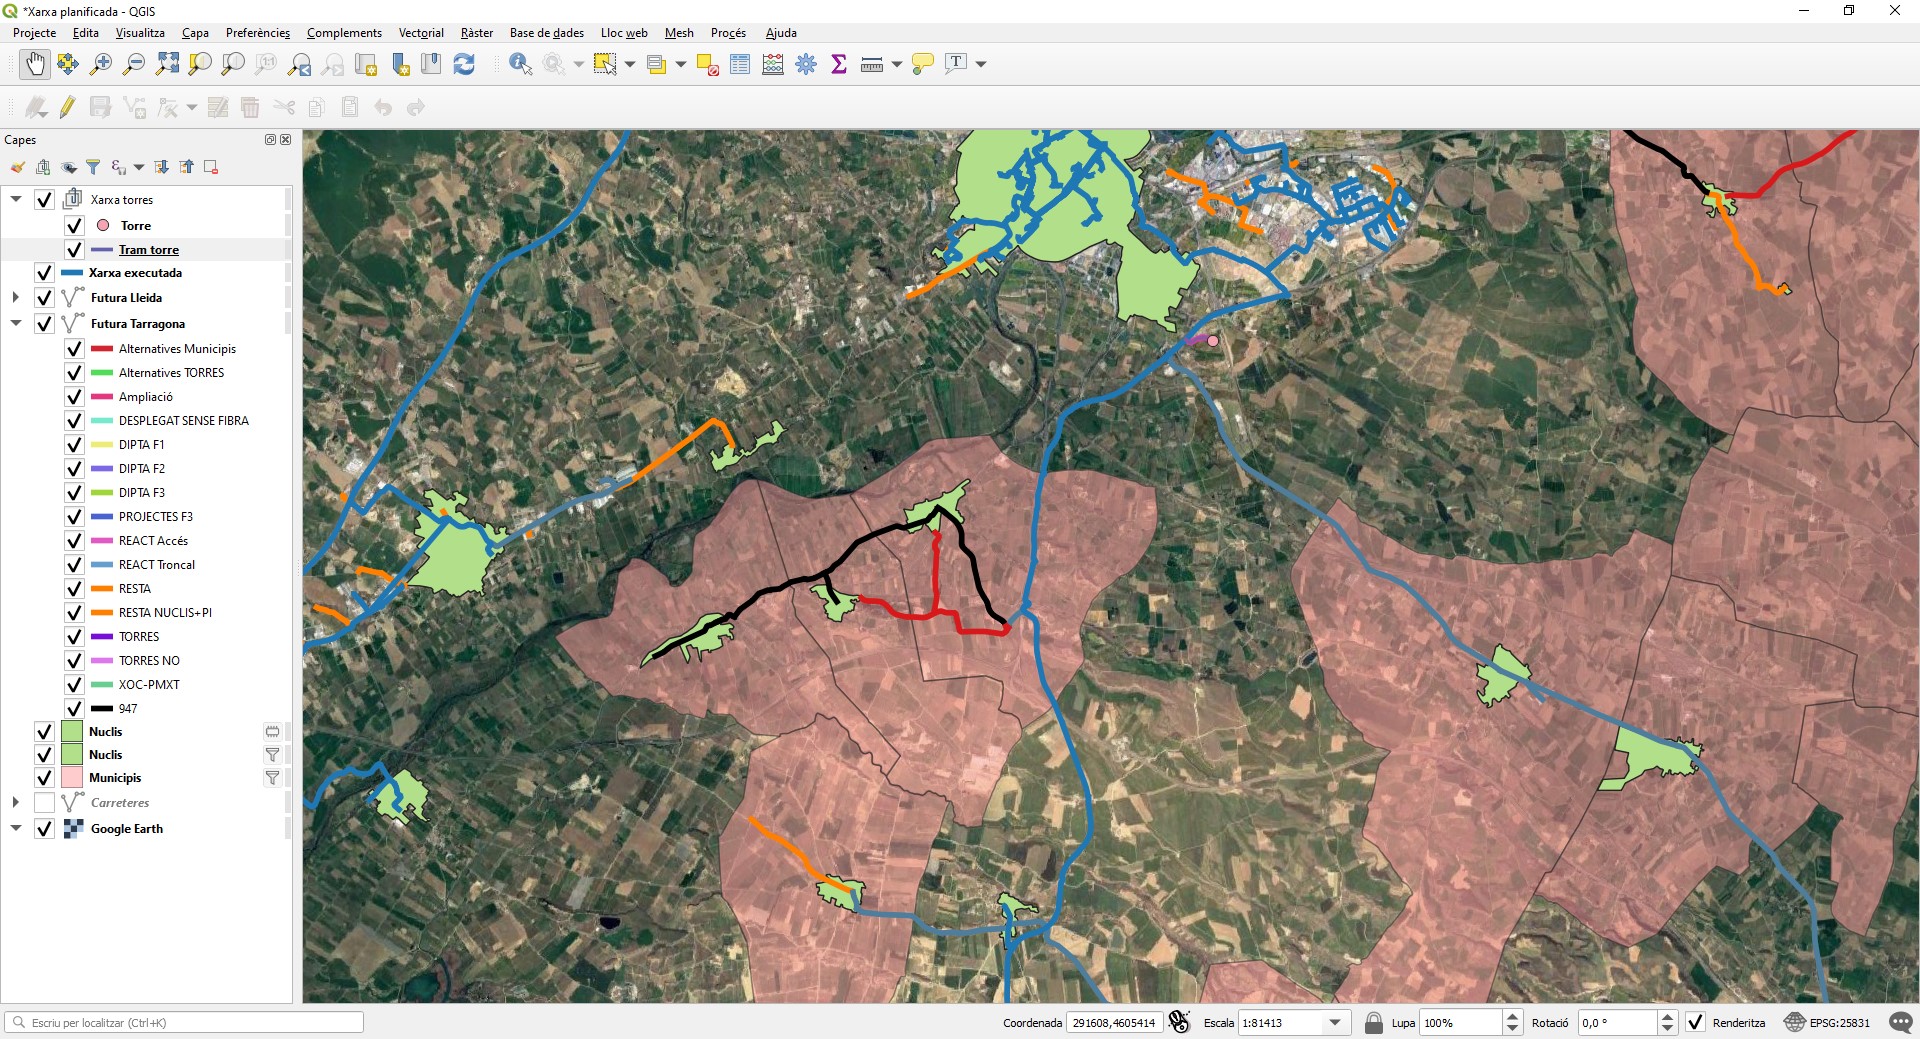 *Xarxa planificada - QGIS
Projecte Edita Visualitza Capa Preferències Complements Vectorial Ràster Base de dades Lloc web Mesh Procés Ajuda
Capes
Xarxa torres
Torre
Tram torre
Xarxa executada
Futura Lleida
Futura Tarragona
Alternatives Municipis
Alternatives TORRES
Ampliació
DESPLEGAT SENSE FIBRA
DIPTA F1
DIPTA F2
DIPTA F3
PROJECTES F3
REACT Accés
REACT Troncal
RESTA
RESTA NUCLIS+PI
TORRES
TORRES NO
XOC-PMXT
947
Nuclis
Nuclis
Municipis
Carreteres
Google Earth
Escriu per localitzar (Ctrl+K) Coordenada 291608,4605414 Escala 1:81413 Lupa 100% Rotació 0,0 ° Renderitza EPSG:25831